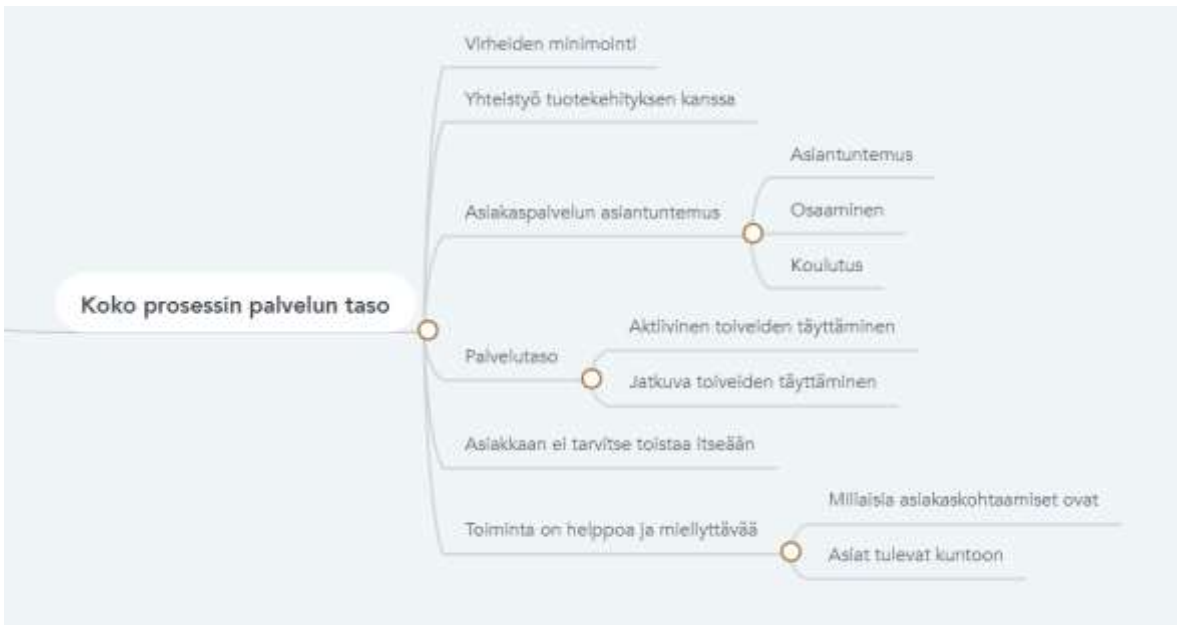 Virheiden minimointi
Yhteistyö tuotekehityksen kanssa
Asiantuntemus
Asiakaspalvelun asiantuntemus
Osaaminen
Koulutus
Koko prosessin palvelun taso
Aktiivinen toiveiden täyttäminen
Palvelutaso
Jatkuva toiveiden täyttäminen
Asiakkaan ei tarvitse toistaa itseään
Millaisia asiakaskohtaamiset ovat
Toiminta on helppoa ja miellyttävää
Asiat tulevat kuntoon